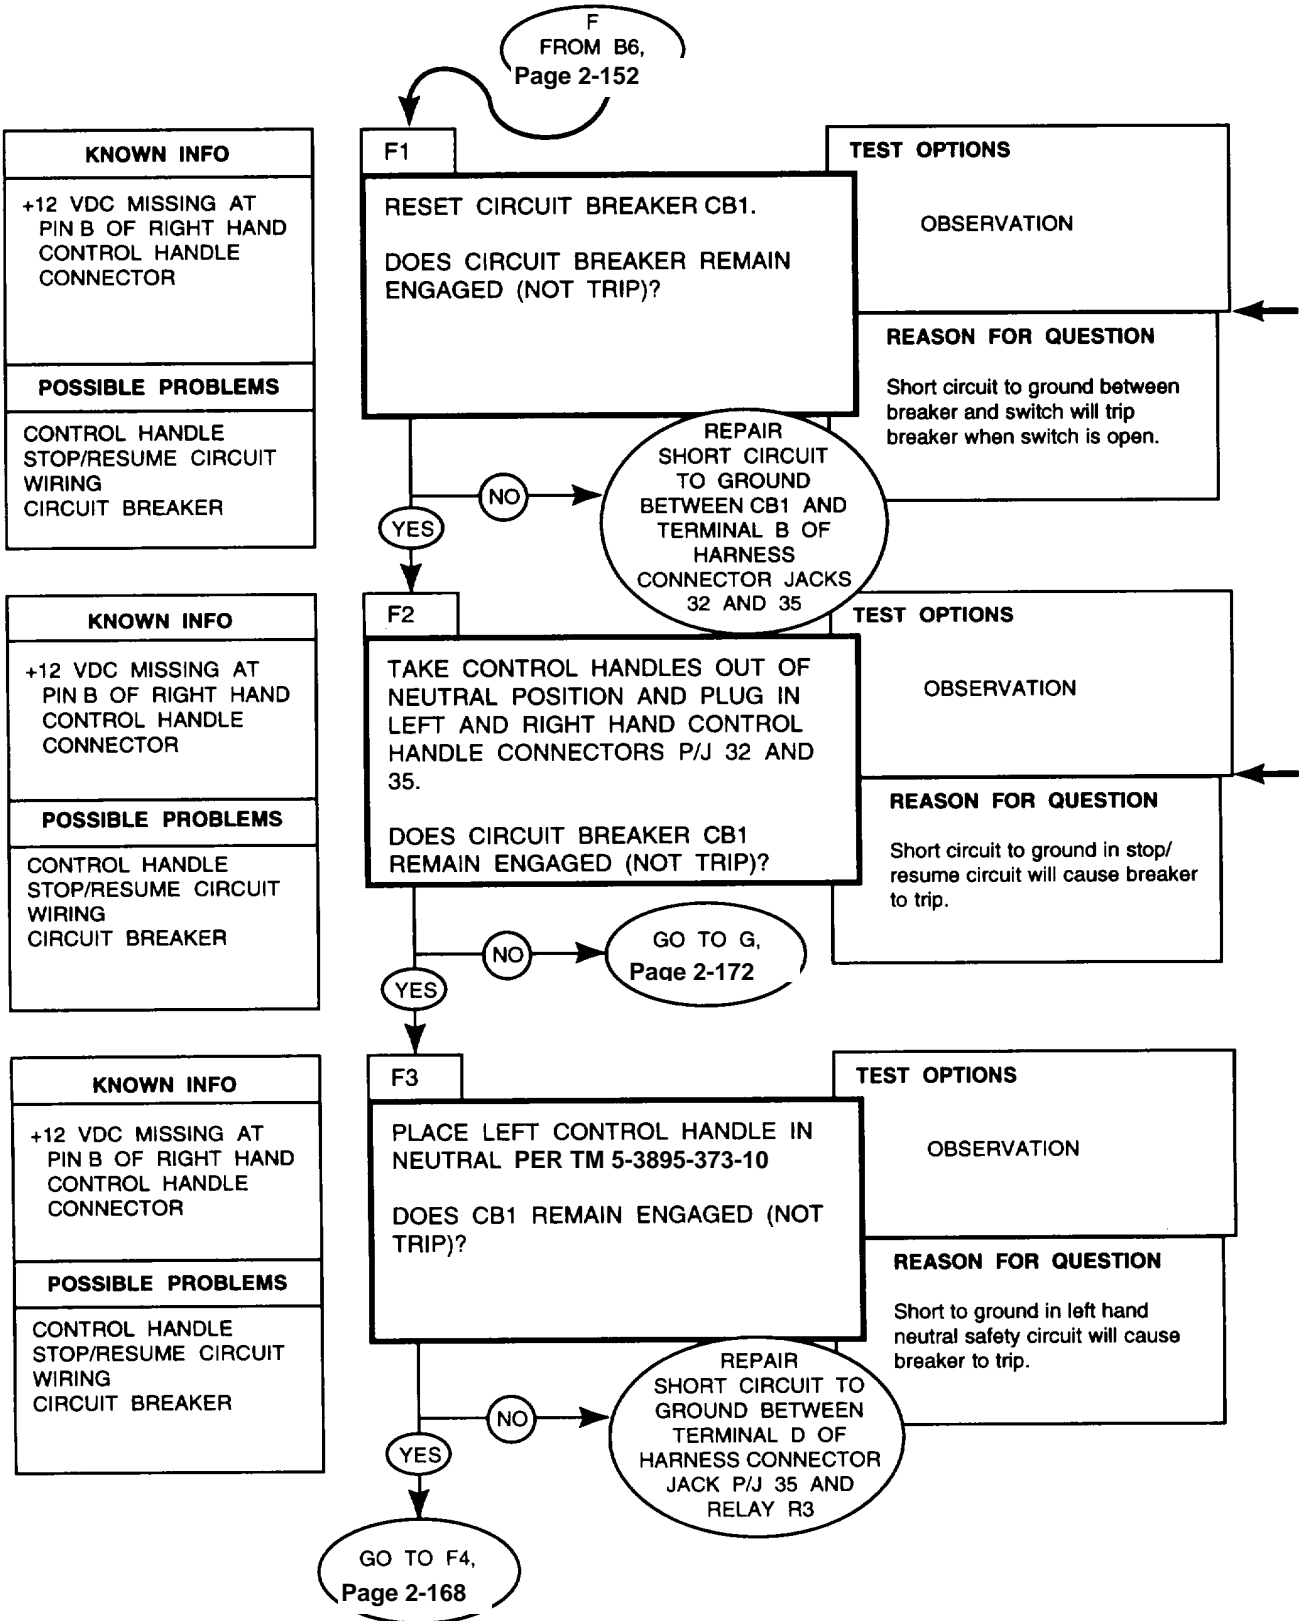 F
FROM B6,
Page 2-152
KNOWN INFO
+12 VDC MISSING AT
PIN B OF RIGHT HAND
CONTROL HANDLE
CONNECTOR
POSSIBLE PROBLEMS
CONTROL HANDLE
STOP/RESUME CIRCUIT
WIRING
CIRCUIT BREAKER
F1
RESET CIRCUIT BREAKER CB1.
DOES CIRCUIT BREAKER REMAIN
ENGAGED (NOT TRIP)?
TEST OPTIONS
OBSERVATION
REASON FOR QUESTION
Short circuit to ground between
breaker and switch will trip
breaker when switch is open.
NO
REPAIR
SHORT CIRCUIT
TO GROUND
BETWEEN CB1 AND
TERMINAL B OF
HARNESS
CONNECTOR JACKS
32 AND 35
YES
KNOWN INFO
+12 VDC MISSING AT
PIN B OF RIGHT HAND
CONTROL HANDLE
CONNECTOR
POSSIBLE PROBLEMS
CONTROL HANDLE
STOP/RESUME CIRCUIT
WIRING
CIRCUIT BREAKER
F2
TAKE CONTROL HANDLES OUT OF
NEUTRAL POSITION AND PLUG IN
LEFT AND RIGHT HAND CONTROL
HANDLE CONNECTORS P/J 32 AND
35.
DOES CIRCUIT BREAKER CB1
REMAIN ENGAGED (NOT TRIP)?
TEST OPTIONS
OBSERVATION
REASON FOR QUESTION
Short circuit to ground in stop/
resume circuit will cause breaker
to trip.
NO
GO TO G,
Page 2-172
YES
KNOWN INFO
+12 VDC MISSING AT
PIN B OF RIGHT HAND
CONTROL HANDLE
CONNECTOR
POSSIBLE PROBLEMS
CONTROL HANDLE
STOP/RESUME CIRCUIT
WIRING
CIRCUIT BREAKER
F3
PLACE LEFT CONTROL HANDLE IN
NEUTRAL PER TM 5-3895-373-10
DOES CB1 REMAIN ENGAGED (NOT
TRIP)?
TEST OPTIONS
OBSERVATION
REASON FOR QUESTION
Short to ground in left hand
neutral safety circuit will cause
breaker to trip.
NO
REPAIR
SHORT CIRCUIT TO
GROUND BETWEEN
TERMINAL D OF
HARNESS CONNECTOR
JACK P/J 35 AND
RELAY R3
YES
GO TO F4,
Page 2-168